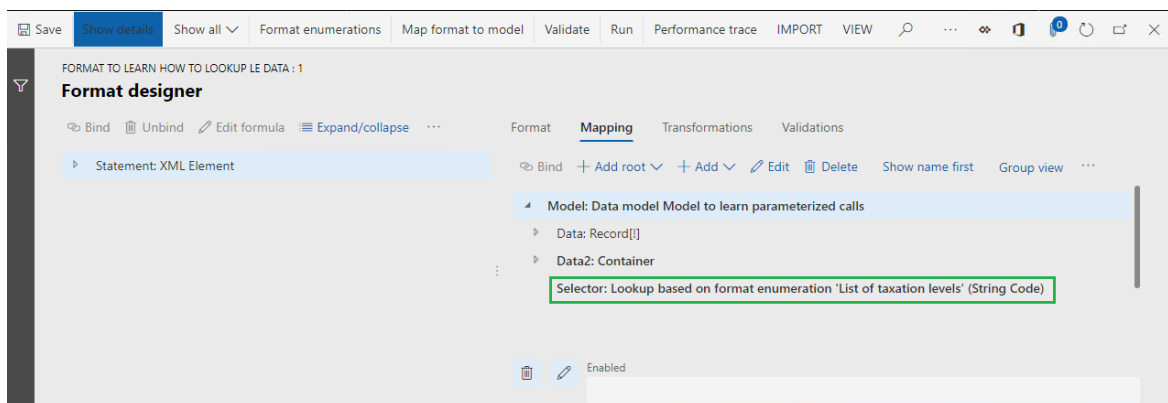 Save Show details Show all Format enumerations Map format to model Validate Run Performance trace IMPORT VIEW ... 0
FORMAT TO LEARN HOW TO LOOKUP LE DATA : 1
Format designer
Bind Unbind Edit formula Expand/collapse ...
Format Mapping Transformations Validations
Statement: XML Element
Bind + Add root + Add Edit Delete Show name first Group view ...
Model: Data model Model to learn parameterized calls
Data: Record[!]
Data2: Container
Selector: Lookup based on format enumeration 'List of taxation levels' (String Code)
Enabled